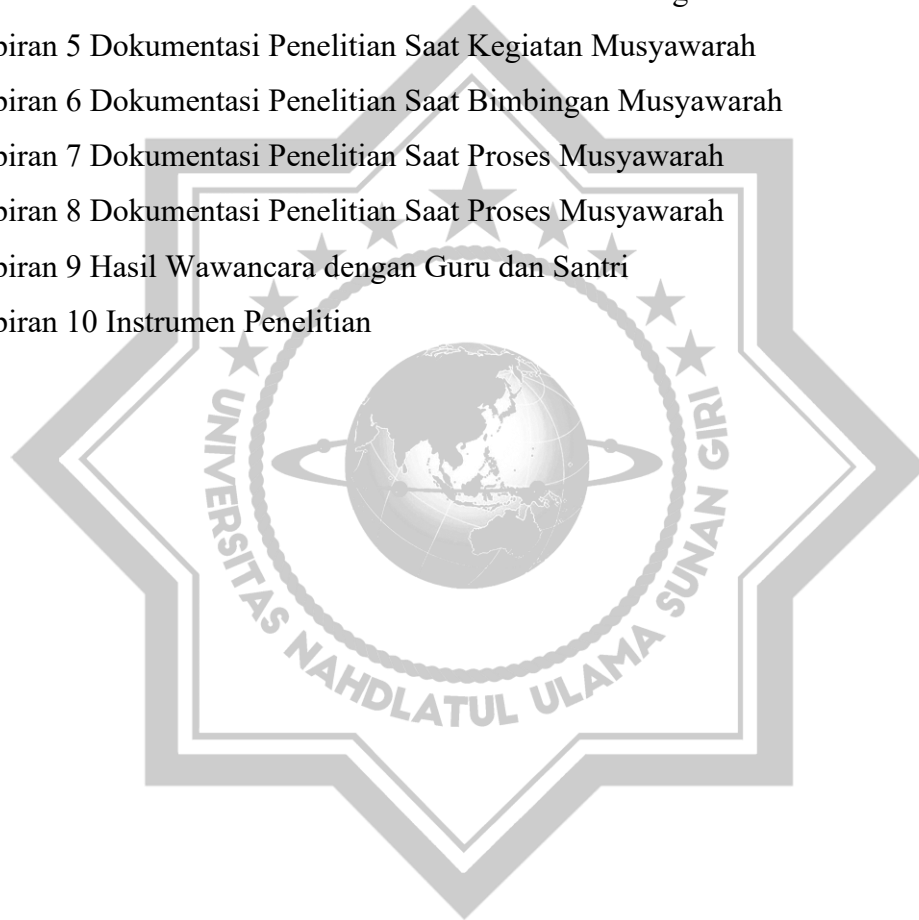 piran 5 Dokumentasi Penelitian Saat Kegiatan Musyawarah
piran 6 Dokumentasi Penelitian Saat Bimbingan Musyawarah
piran 7 Dokumentasi Penelitian Saat Proses Musyawarah
piran 8 Dokumentasi Penelitian Saat Proses Musyawarah
piran 9 Hasil Wawancara dengan Guru dan Santri
piran 10 Instrumen Penelitian
UNIVERSITAS NAHDLATUL ULAMA SUNAN GIRI